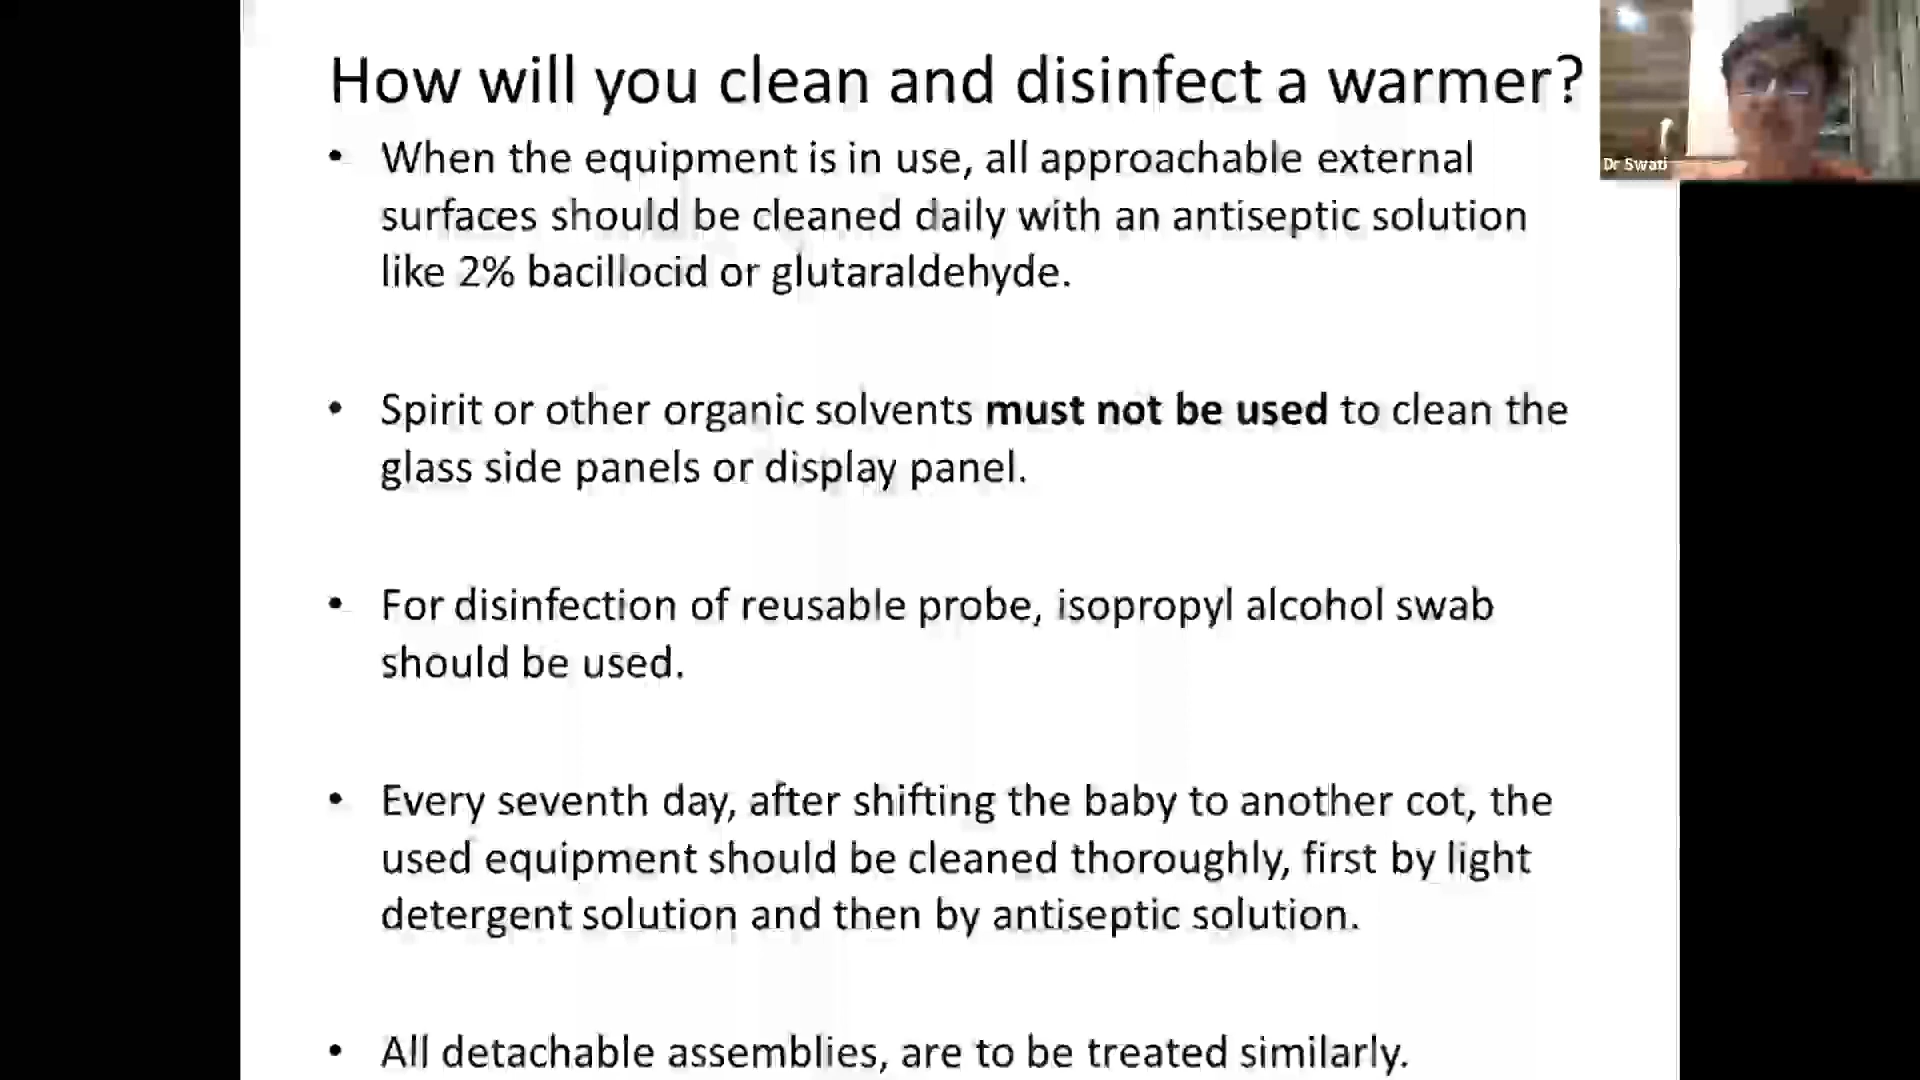 How will you clean and disinfect a warmer?
Dr Swati
• When the equipment is in use, all approachable external
surfaces should be cleaned daily with an antiseptic solution
like 2% bacillocid or glutaraldehyde.
• Spirit or other organic solvents must not be used to clean the
glass side panels or display panel.
• For disinfection of reusable probe, isopropyl alcohol swab
should be used.
• Every seventh day, after shifting the baby to another cot, the
used equipment should be cleaned thoroughly, first by light
detergent solution and then by antiseptic solution.
• All detachable assemblies, are to be treated similarly.